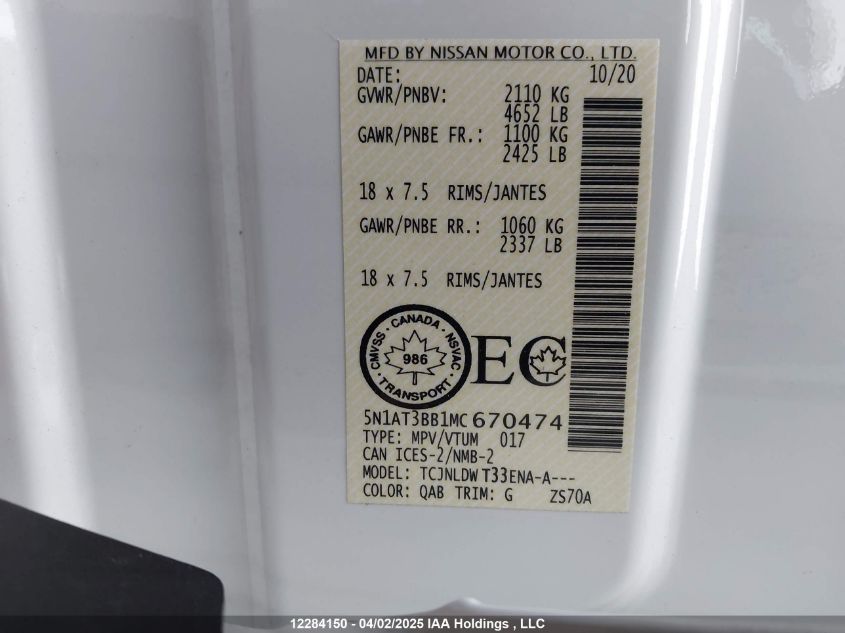 MFD BY NISSAN MOTOR CO., LTD.
DATE: 10/20
GVWR/PNBV: 2110 KG
4652 LB
GAWR/PNBE FR.: 1100 KG
2425 LB
18 x 7.5 RIMS/JANTES
GAWR/PNBE RR.: 1060 KG
2337 LB
18 x 7.5 RIMS/JANTES
CMVSS · CANADA · NSVAC · TRANSPORT ·
986
EC
5N1AT3BB1MC670474
TYPE: MPV/VTUM 017
CAN ICES-2/NMB-2
MODEL: TCJNLDW T33ENA-A---
COLOR: QAB TRIM: G ZS70A
12284150 - 04/02/2025 IAA Holdings , LLC